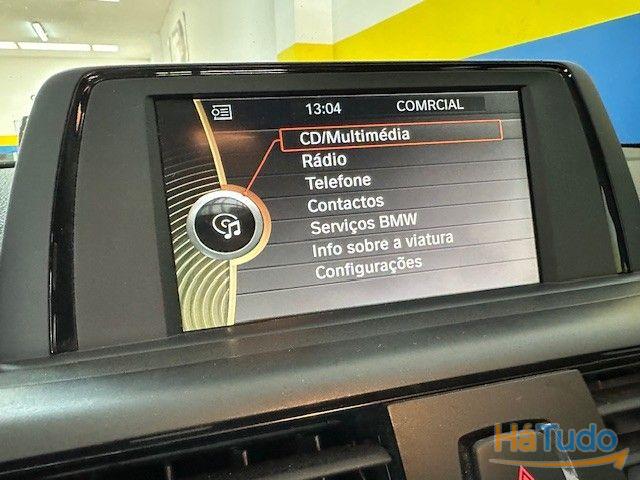 13:04 COMRCIAL
CD/Multimédia
Rádio
Telefone
Contactos
Serviços BMW
Info sobre a viatura
Configurações
HáTudo